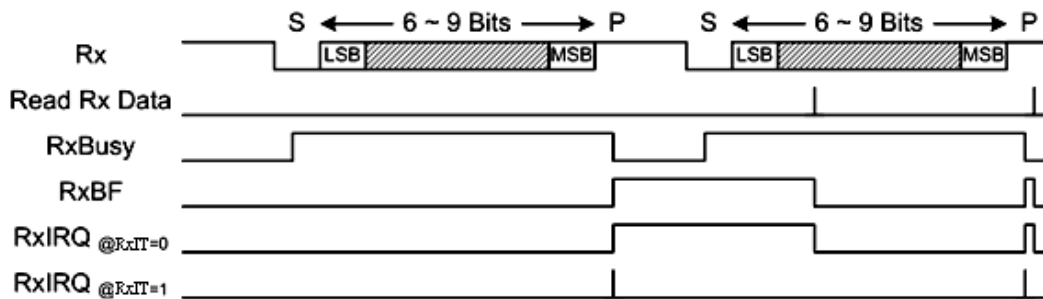 S 6 ~ 9 Bits P S 6 ~ 9 Bits P
Rx LSB MSB LSB MSB
Read Rx Data
RxBusy
RxBF
RxIRQ @RxIT=0
RxIRQ @RxIT=1